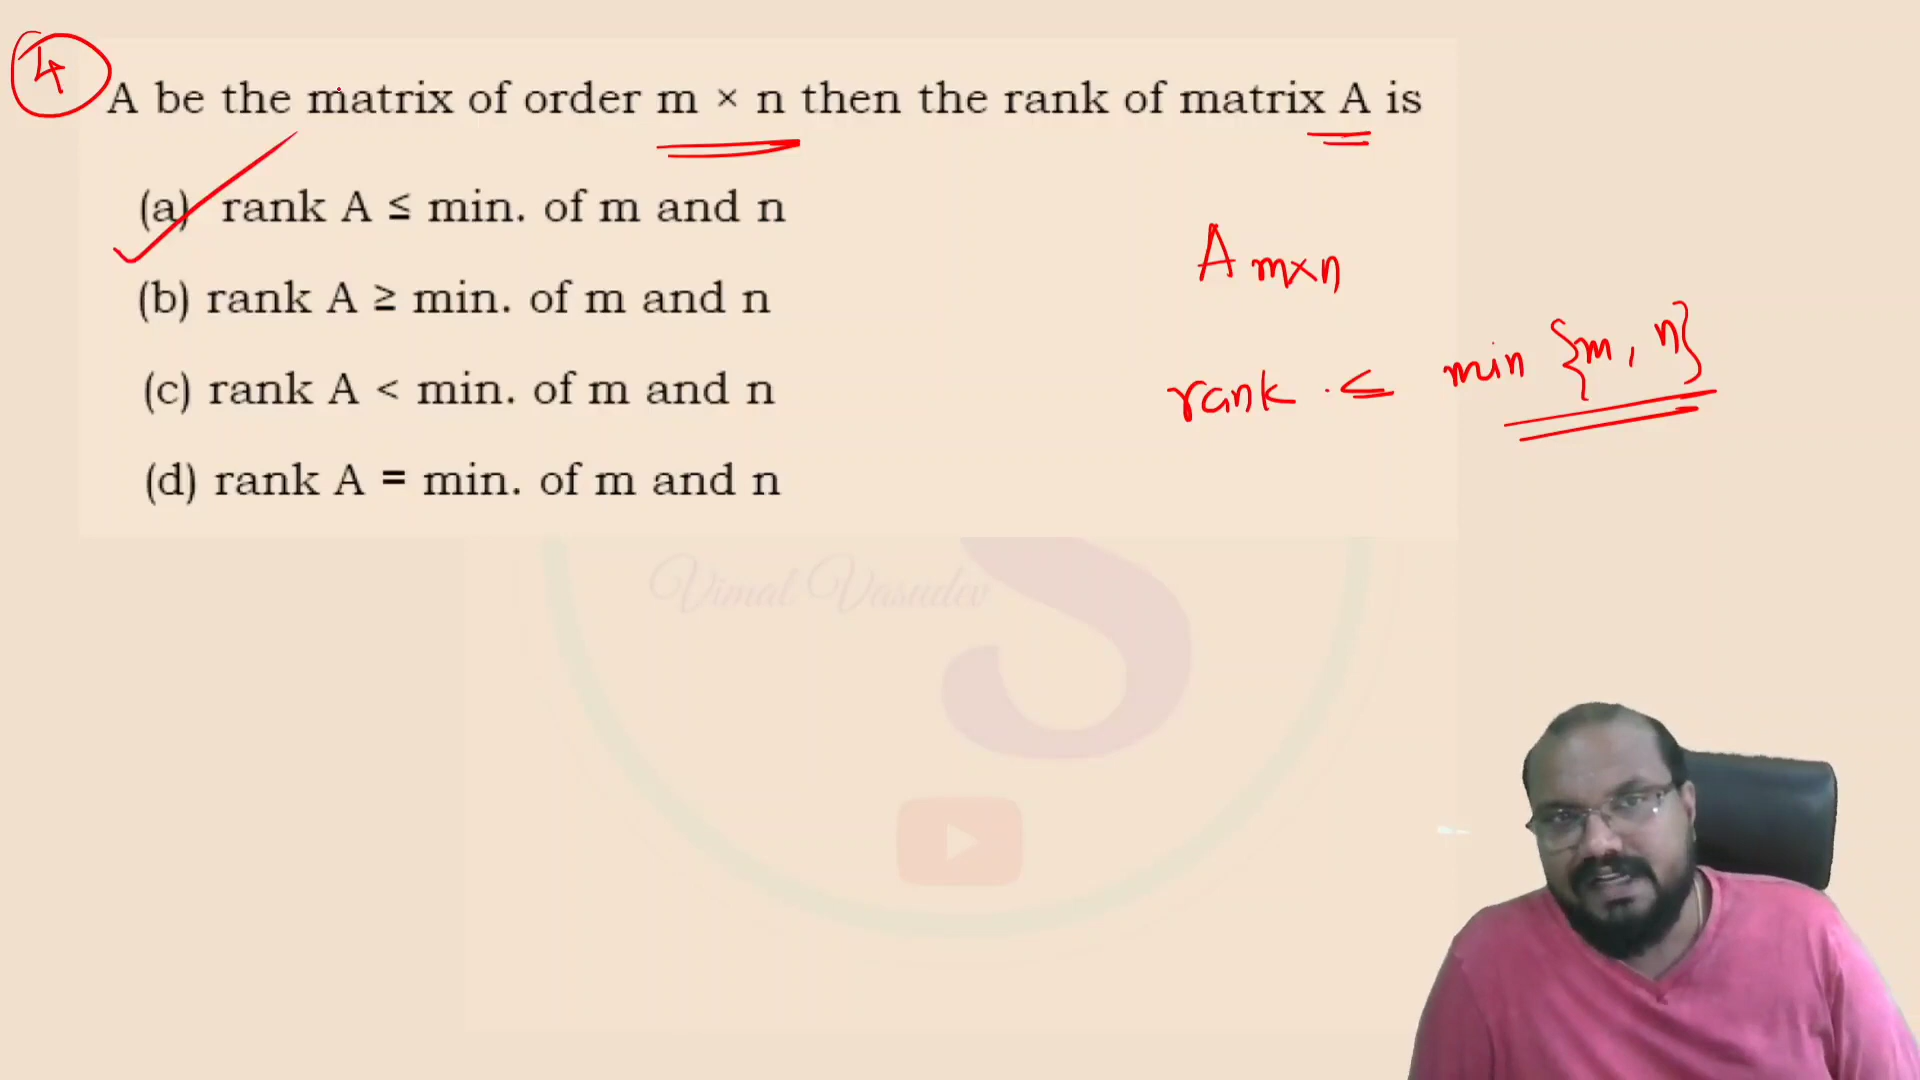 4
A be the matrix of order m × n then the rank of matrix A is
(a) rank A ≤ min. of m and n
(b) rank A ≥ min. of m and n
(c) rank A < min. of m and n
(d) rank A = min. of m and n
A m×n
rank ≤ min {m, n}
Vimal Vasudev
S